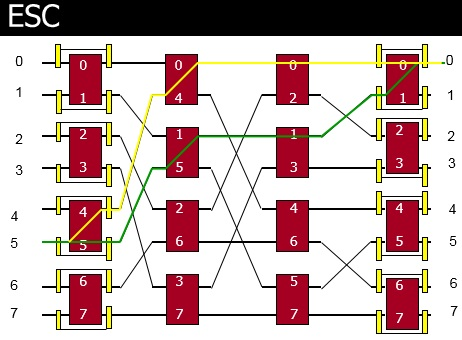 ESC
0 0 0 0 0 0
1 1 4 2 1 1
2 2 1 1 2 2
3 3 5 3 3 3
4 4 2 4 4 4
5 5 6 6 5 5
6 6 3 5 6 6
7 7 7 7 7 7